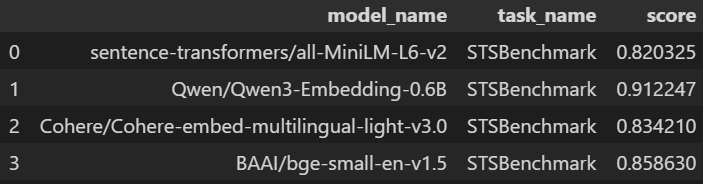 model_name task_name score
0 sentence-transformers/all-MiniLM-L6-v2 STSBenchmark 0.820325
1 Qwen/Qwen3-Embedding-0.6B STSBenchmark 0.912247
2 Cohere/Cohere-embed-multilingual-light-v3.0 STSBenchmark 0.834210
3 BAAI/bge-small-en-v1.5 STSBenchmark 0.858630